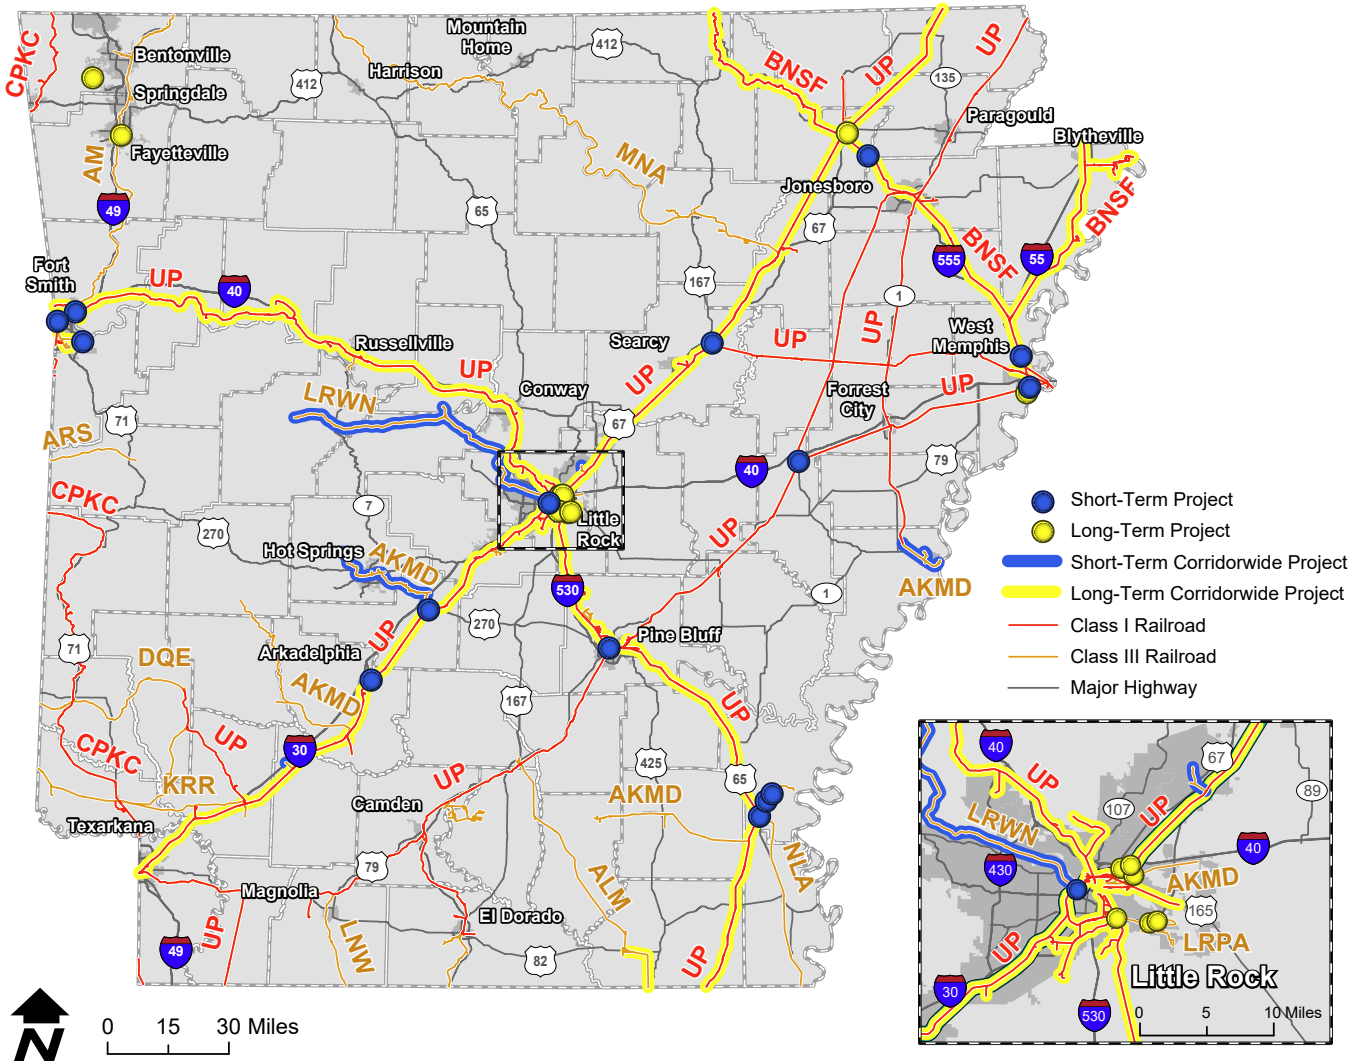 CPKC
Bentonville
Springdale
Fayetteville
AM
49
412
Harrison
Mountain
Home
412
65
MNA
BNSF
UP
UP
135
Paragould
Blytheville
Jonesboro
67
BNSF
555
55
BNSF
Fort
Smith
UP
40
Russellville
UP
167
Searcy
UP
UP
UP
1
West
Memphis
UP
Forrest
City
LRWN
Conway
67
71
ARS
CPKC
7
270
Hot Springs
AKMD
Little
Rock
40
79
UP
AKMD
530
1
270
Pine Bluff
UP
Arkadelphia
AKMD
71
DQE
UP
CPKC
KRR
30
167
UP
UP
425
65
AKMD
Camden
Texarkana
79
Magnolia
ALM
NLA
El Dorado
UP
LNW
49
82
UP
Short-Term Project
Long-Term Project
Short-Term Corridorwide Project
Long-Term Corridorwide Project
Class I Railroad
Class III Railroad
Major Highway
40
UP
67
107
UP
89
LRWN
40
430
AKMD
165
LRPA
UP
Little Rock
30
530
0 5 10 Miles
N
0 15 30 Miles